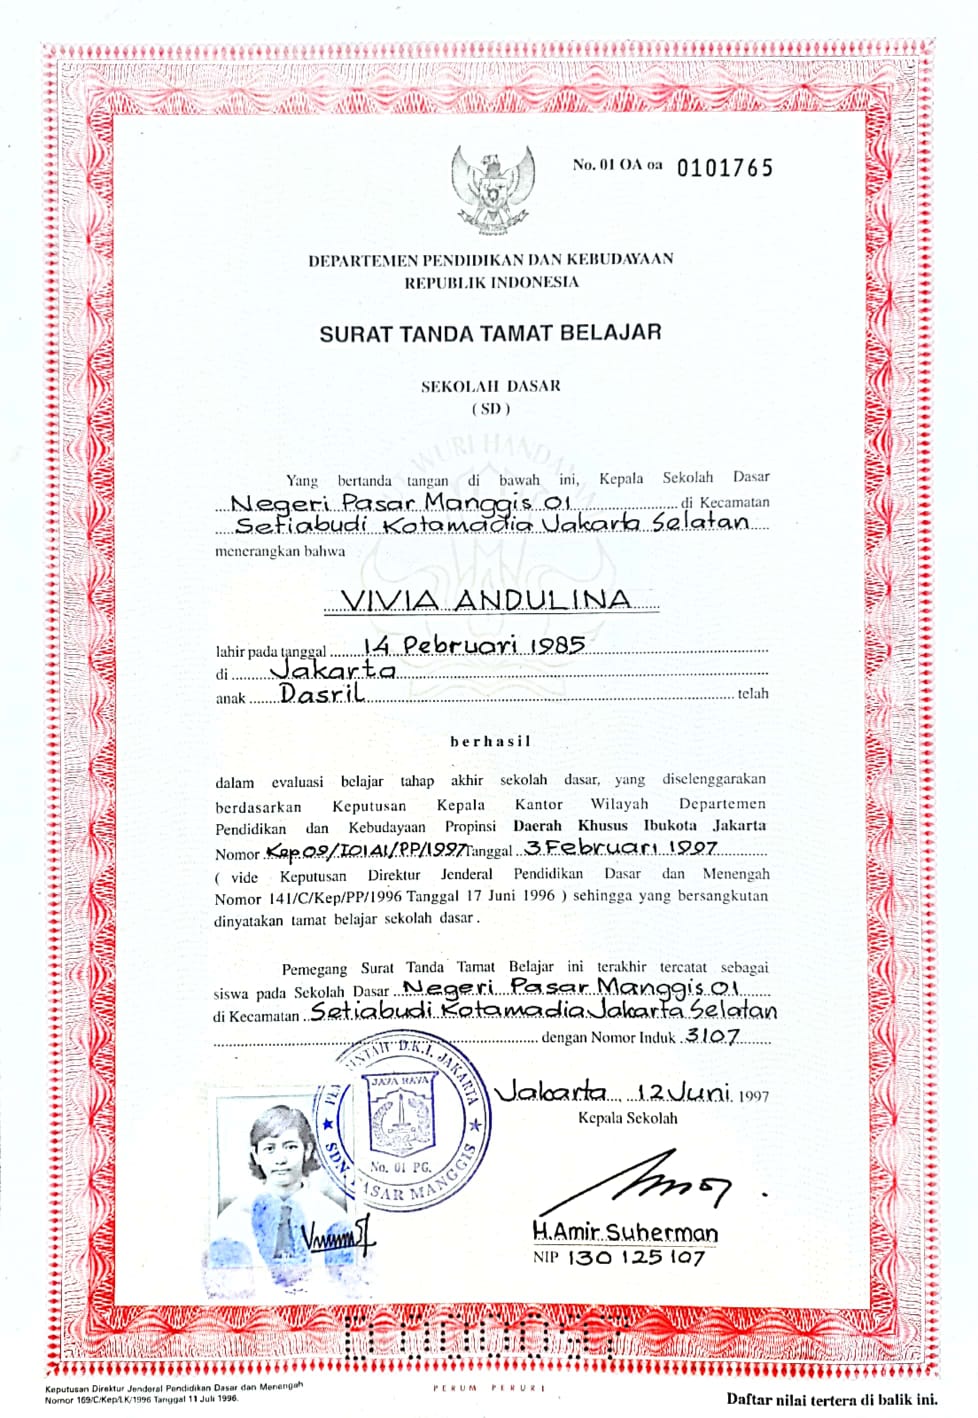 No. 01 OA oa 0101765
DEPARTEMEN PENDIDIKAN DAN KEBUDAYAAN
REPUBLIK INDONESIA
SURAT TANDA TAMAT BELAJAR
SEKOLAH DASAR
( SD )
Yang bertanda tangan di bawah ini, Kepala Sekolah Dasar
Negeri Pasar Manggis 01 di Kecamatan
Setiabudi Kotamadia Jakarta Selatan
menerangkan bahwa
VIVIA ANDULINA
lahir pada tanggal 14 Pebruari 1985
di Jakarta
anak Dasril telah
berhasil
dalam evaluasi belajar tahap akhir sekolah dasar, yang diselenggarakan
berdasarkan Keputusan Kepala Kantor Wilayah Departemen
Pendidikan dan Kebudayaan Propinsi Daerah Khusus Ibukota Jakarta
Nomor Kep.09/I01A1/PP/1997 Tanggal 3 Februari 1997
( vide Keputusan Direktur Jenderal Pendidikan Dasar dan Menengah
Nomor 141/C/Kep/PP/1996 Tanggal 17 Juni 1996 ) sehingga yang bersangkutan
dinyatakan tamat belajar sekolah dasar.
Pemegang Surat Tanda Tamat Belajar ini terakhir tercatat sebagai
siswa pada Sekolah Dasar Negeri Pasar Manggis 01
di Kecamatan Setiabudi Kotamadia Jakarta Selatan
dengan Nomor Induk 3107
Jakarta, 12 Juni 1997
Kepala Sekolah
D.K.I. JAKARTA
JAYA RAYA
No. 01 PG.
SDN. PASAR MANGGIS
H. Amir Suherman
NIP 130 125 107
Keputusan Direktur Jenderal Pendidikan Dasar dan Menengah
Nomor 169/C/Kep/LK/1996 Tanggal 11 Juli 1996.
PERUM PERURI
Daftar nilai tertera di balik ini.